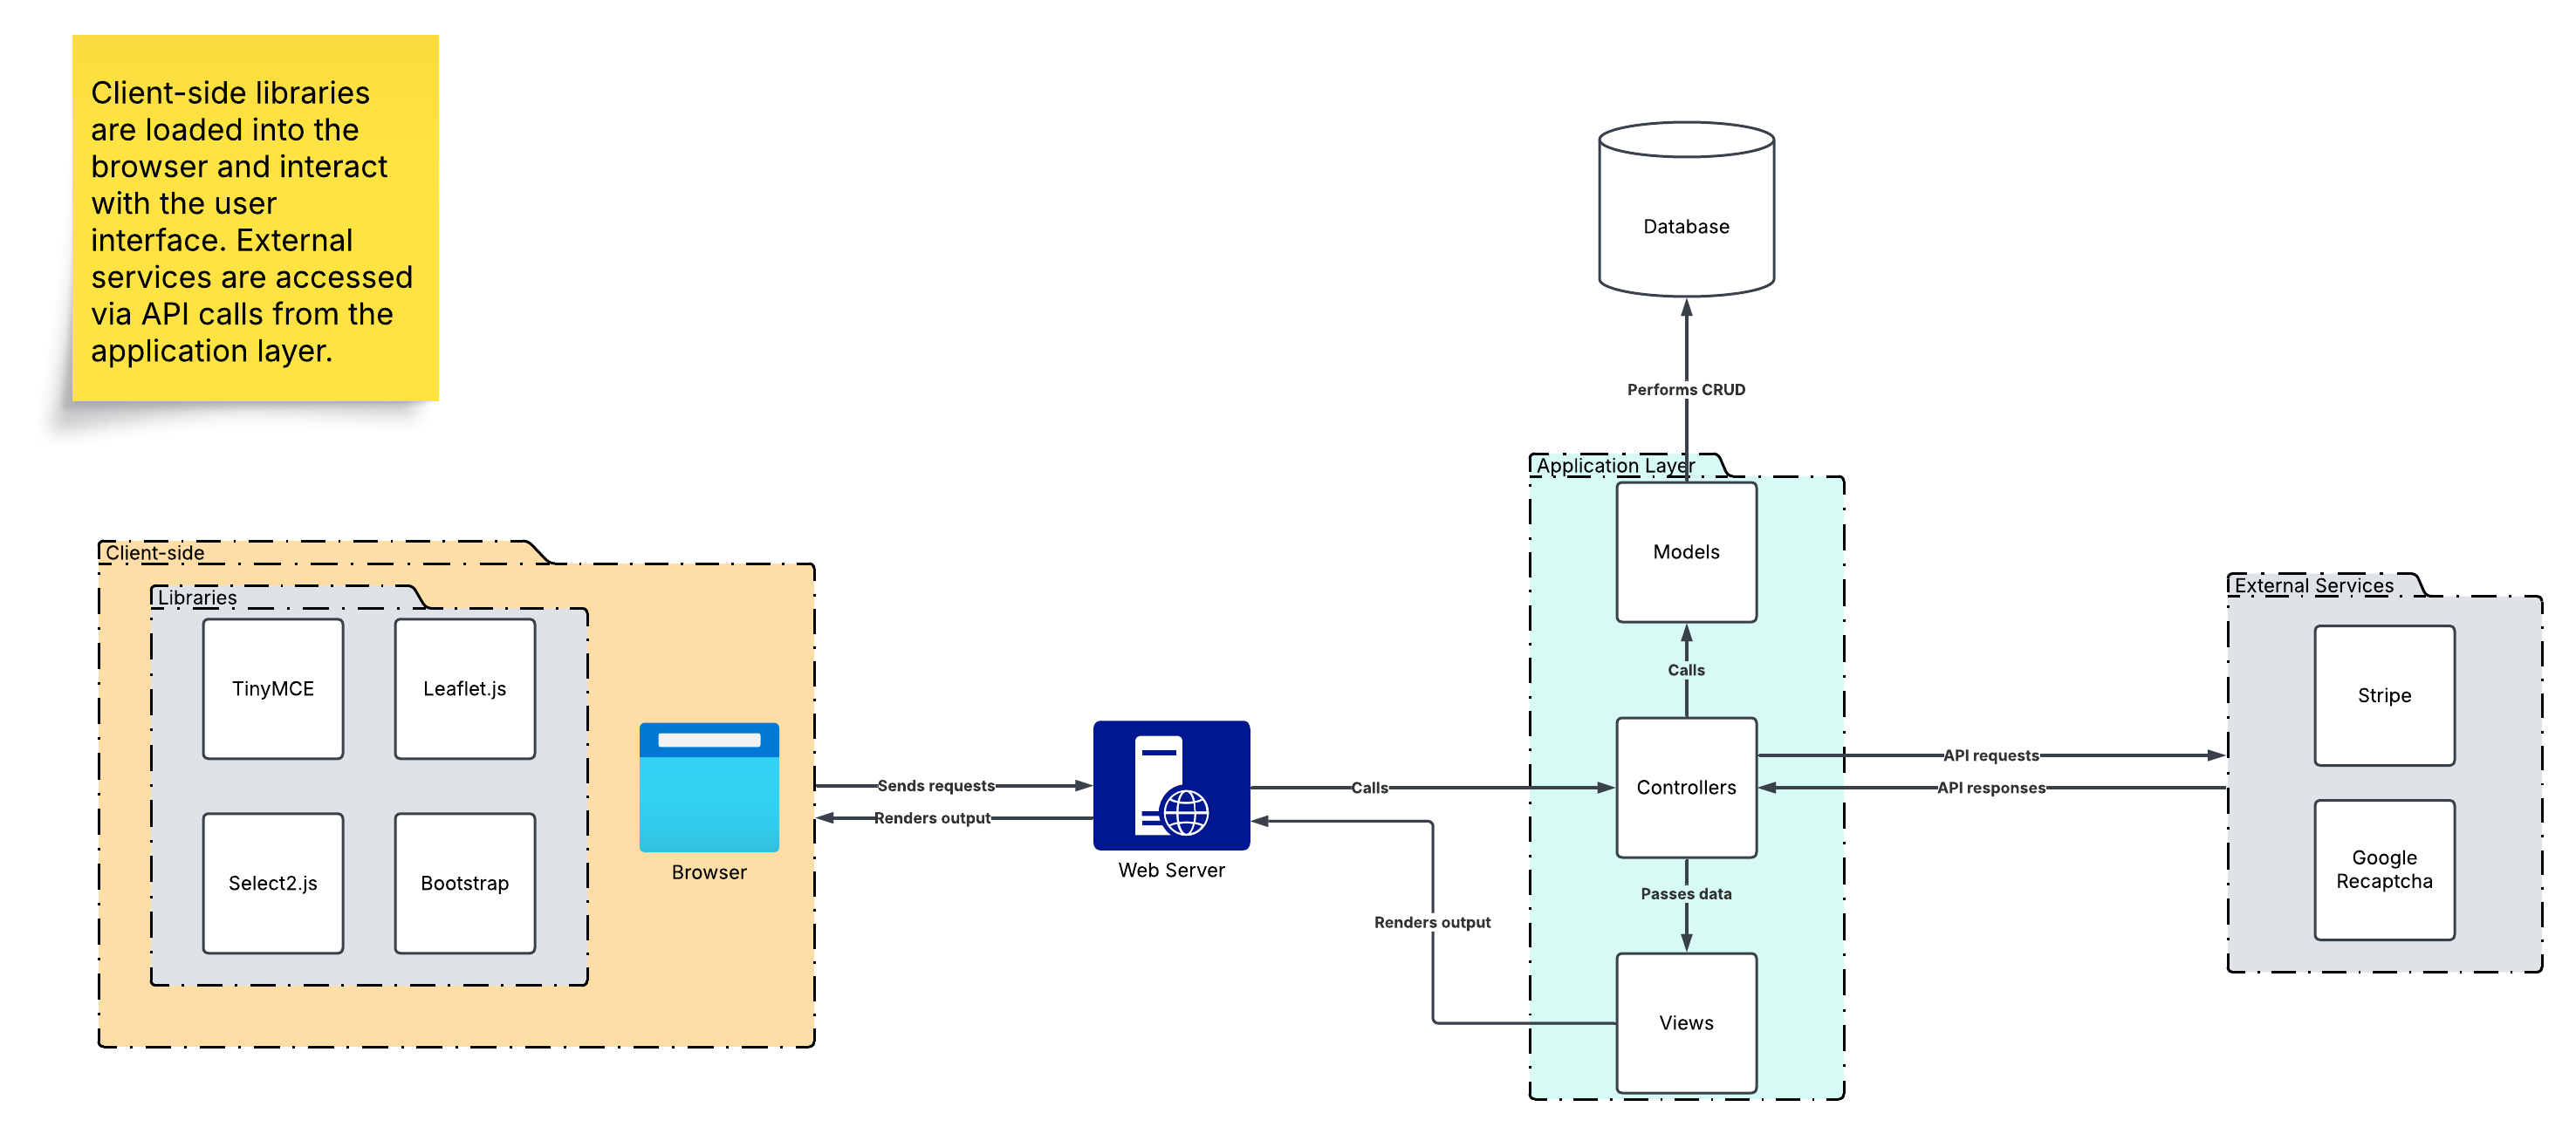 Client-side libraries
are loaded into the
browser and interact
with the user
interface. External
services are accessed
via API calls from the
application layer.
Database
Performs CRUD
Application Layer
Models
Calls
Controllers
Passes data
Views
Client-side
Libraries
TinyMCE
Leaflet.js
Select2.js
Bootstrap
Browser
Sends requests
Renders output
Web Server
Calls
Renders output
API requests
API responses
External Services
Stripe
Google
Recaptcha